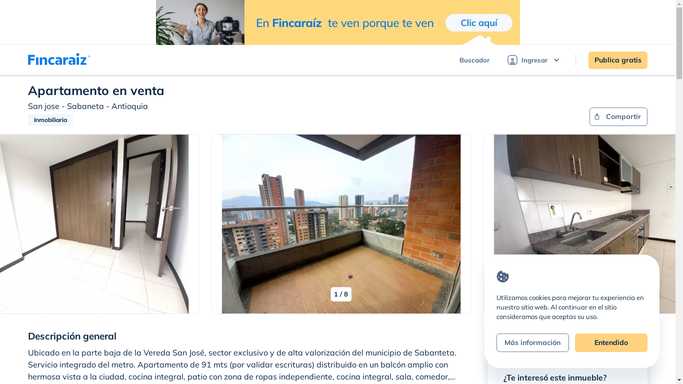 En Fincaraíz te ven porque te ven
Clic aquí
Fincaraiz
Buscador
Ingresar
Publica gratis
Apartamento en venta
San jose - Sabaneta - Antioquia
Inmobiliaria
Compartir
1 / 8
Utilizamos cookies para mejorar tu experiencia en
nuestro sitio web. Al continuar en el sitio
consideramos que aceptas su uso.
Más información
Entendido
Descripción general
Ubicado en la parte baja de la Vereda San José, sector exclusivo y de alta valorización del municipio de Sabanteta.
Servicio integrado del metro. Apartamento de 91 mts (por validar escrituras) distribuida en un balcón amplio con
hermosa vista a la ciudad, cocina integral, patio con zona de ropas independiente, cocina integral, sala, comedor,...
¿Te interesó este inmueble?